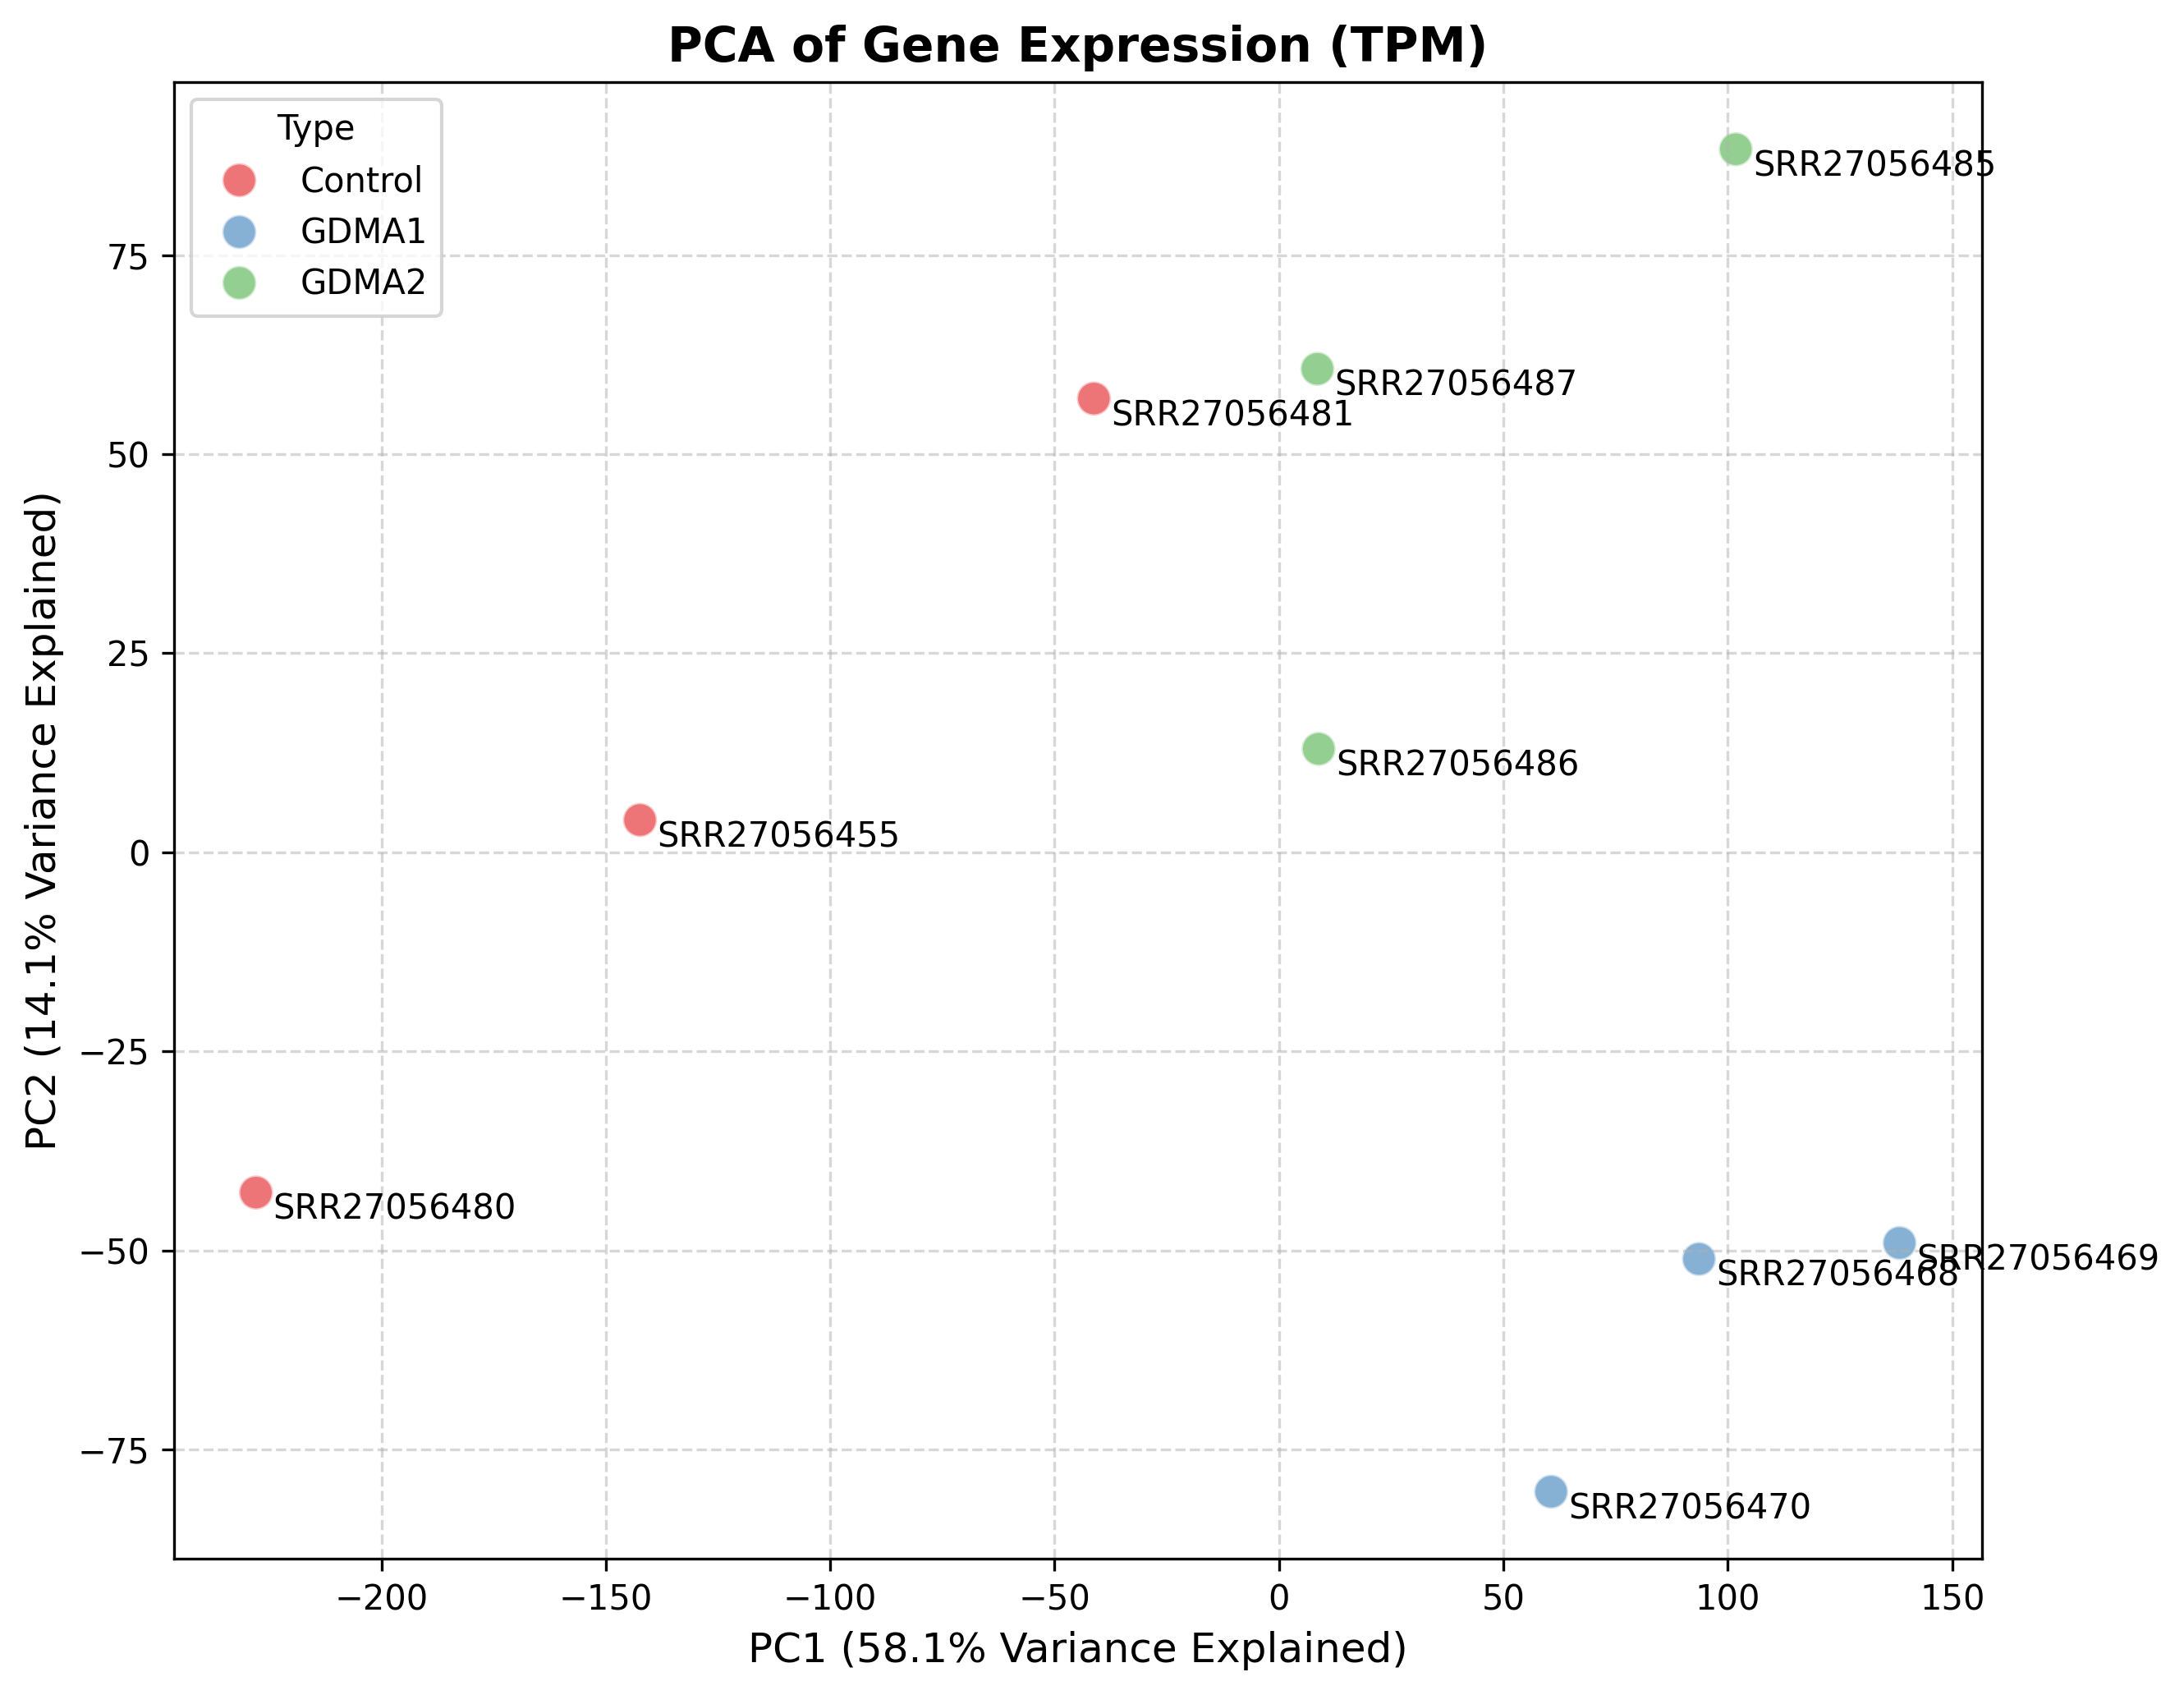 PCA of Gene Expression (TPM)
Type
Control
GDMA1
GDMA2
SRR27056485
SRR27056487
SRR27056481
SRR27056486
SRR27056455
SRR27056480
SRR27056469
SRR27056468
SRR27056470
75
50
25
0
−25
−50
−75
PC2 (14.1% Variance Explained)
−200 −150 −100 −50 0 50 100 150
PC1 (58.1% Variance Explained)